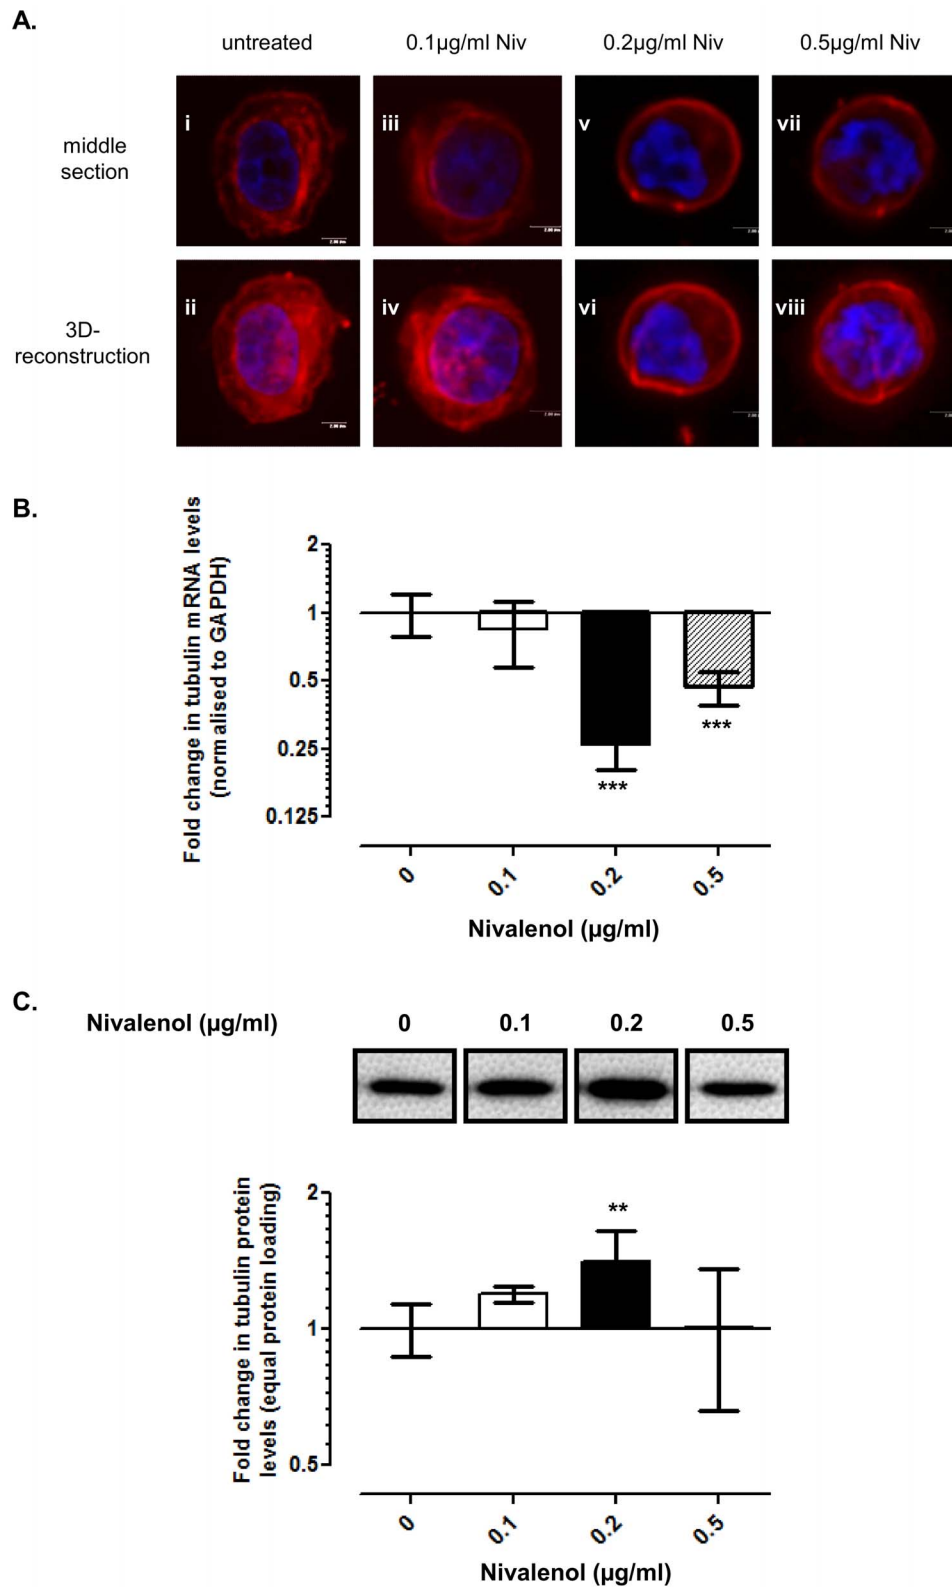 A.
untreated
0.1µg/ml Niv
0.2µg/ml Niv
0.5µg/ml Niv
middle
section
i
iii
v
vii
3D-
reconstruction
ii
iv
vi
viii
B.
Fold change in tubulin mRNA levels
(normalised to GAPDH)
2
1
0.5
0.25
0.125
***
***
0
0.1
0.2
0.5
Nivalenol (µg/ml)
C.
Nivalenol (µg/ml)
0
0.1
0.2
0.5
Fold change in tubulin protein
levels (equal protein loading)
2
1
0.5
**
0
0.1
0.2
0.5
Nivalenol (µg/ml)